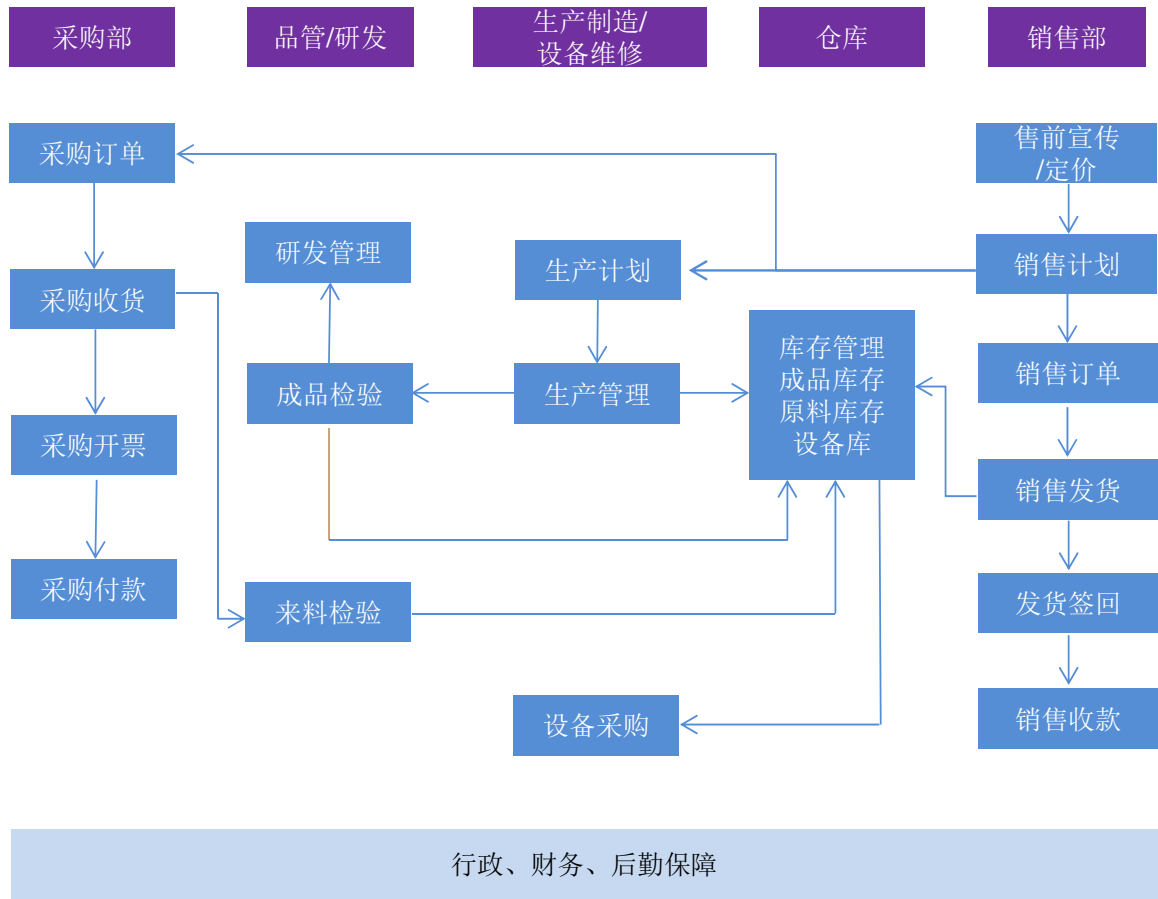 采购部
品管/研发
生产制造/
设备维修
仓库
销售部
采购订单
售前宣传
/定价
研发管理
生产计划
销售计划
采购收货
库存管理
成品库存
原料库存
设备库
销售订单
成品检验
生产管理
采购开票
销售发货
采购付款
来料检验
发货签回
设备采购
销售收款
行政、财务、后勤保障